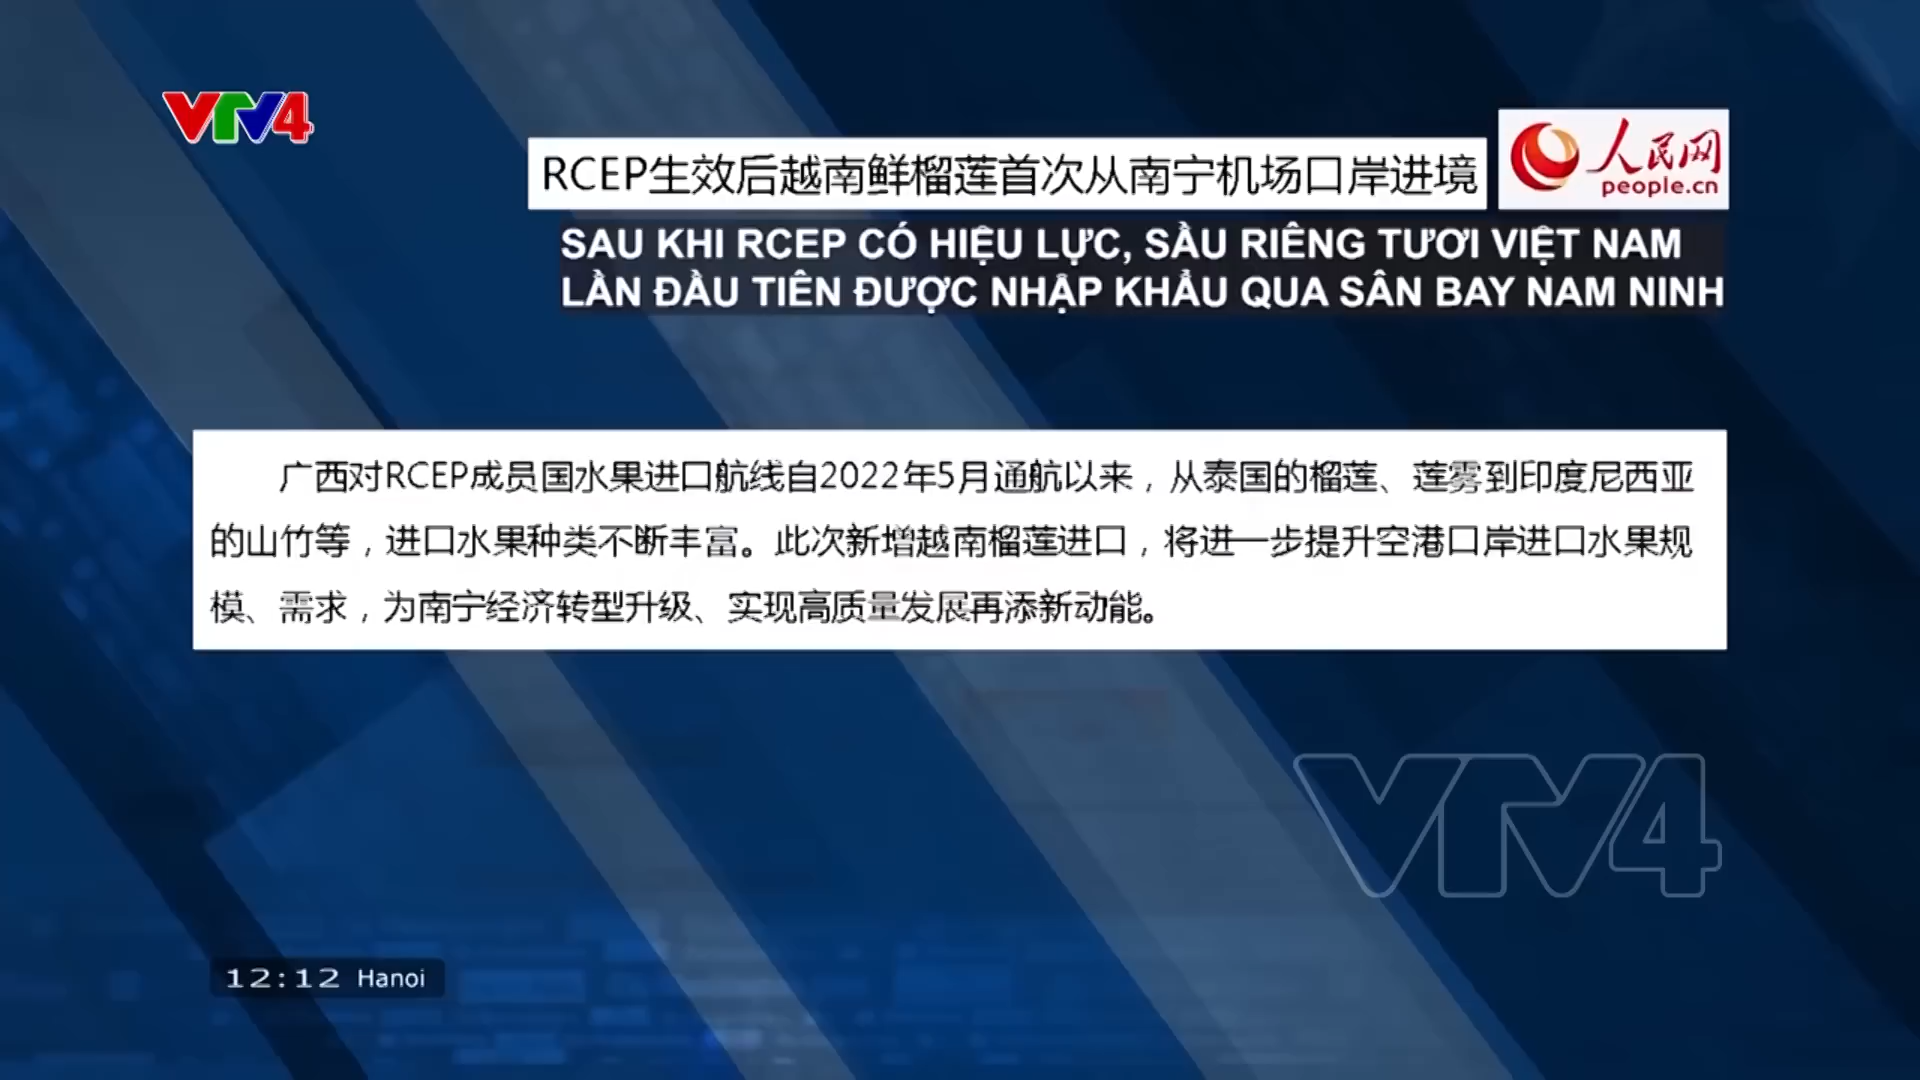 VTV4
RCEP生效后越南鲜榴莲首次从南宁机场口岸进境
人民网
people.cn
SAU KHI RCEP CÓ HIỆU LỰC, SẦU RIÊNG TƯƠI VIỆT NAM
LẦN ĐẦU TIÊN ĐƯỢC NHẬP KHẨU QUA SÂN BAY NAM NINH
广西对RCEP成员国水果进口航线自2022年5月通航以来，从泰国的榴莲、莲雾到印度尼西亚
的山竹等，进口水果种类不断丰富。此次新增越南榴莲进口，将进一步提升空港口岸进口水果规
模、需求，为南宁经济转型升级、实现高质量发展再添新动能。
VTV4
12:12 Hanoi